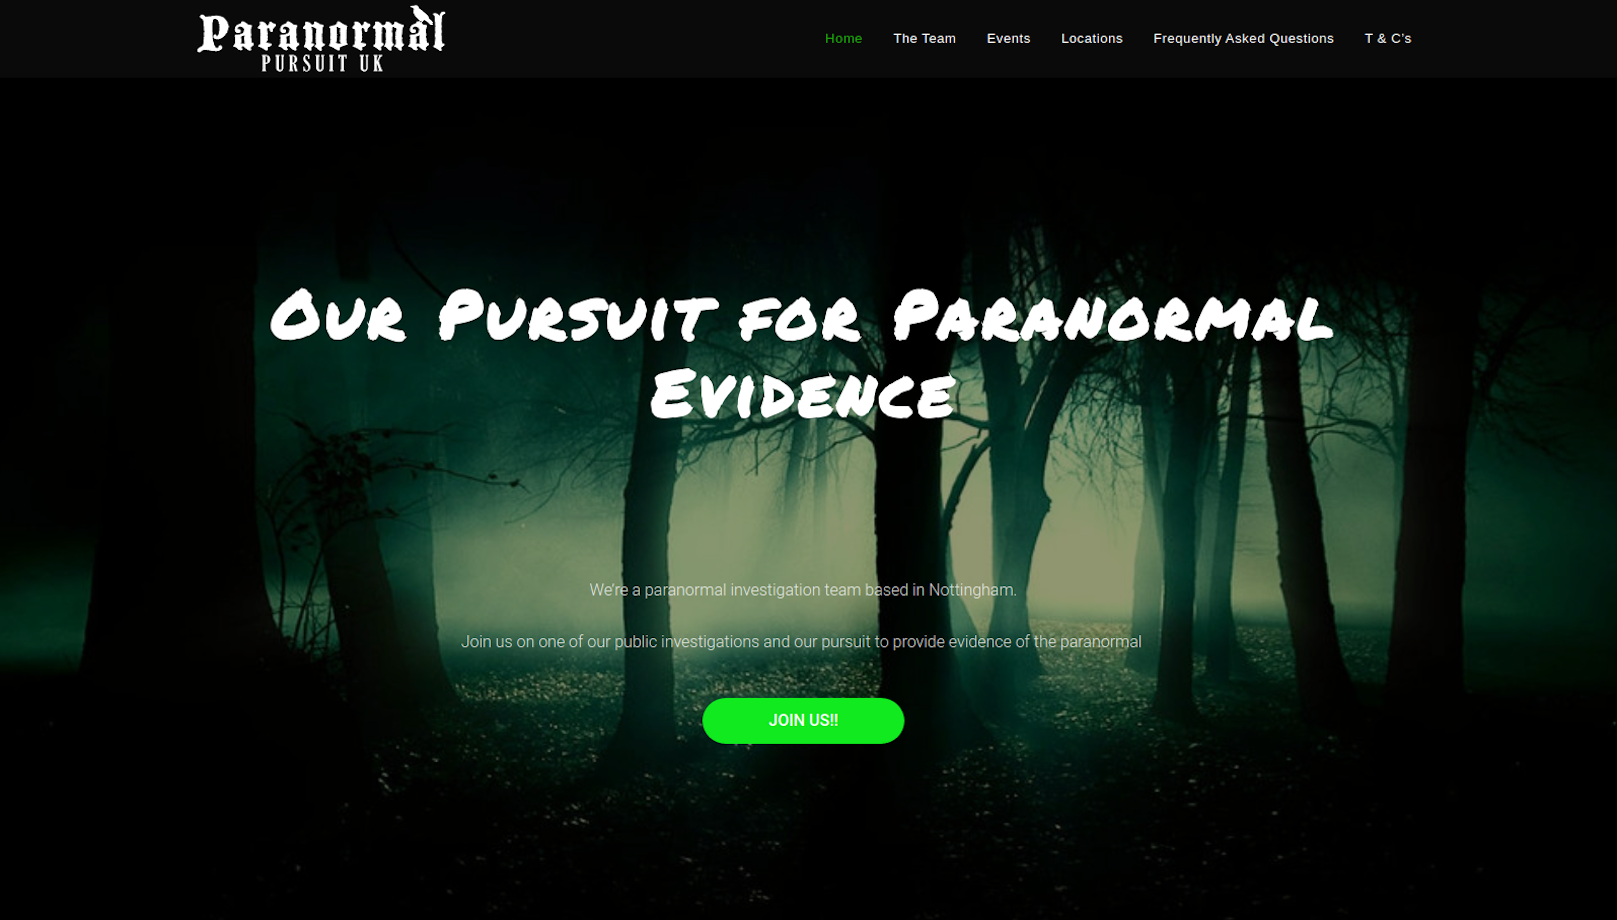 Paranormal
PURSUIT UK
Home The Team Events Locations Frequently Asked Questions T & C's
Our Pursuit for Paranormal
Evidence
We're a paranormal investigation team based in Nottingham.
Join us on one of our public investigations and our pursuit to provide evidence of the paranormal
JOIN US!!